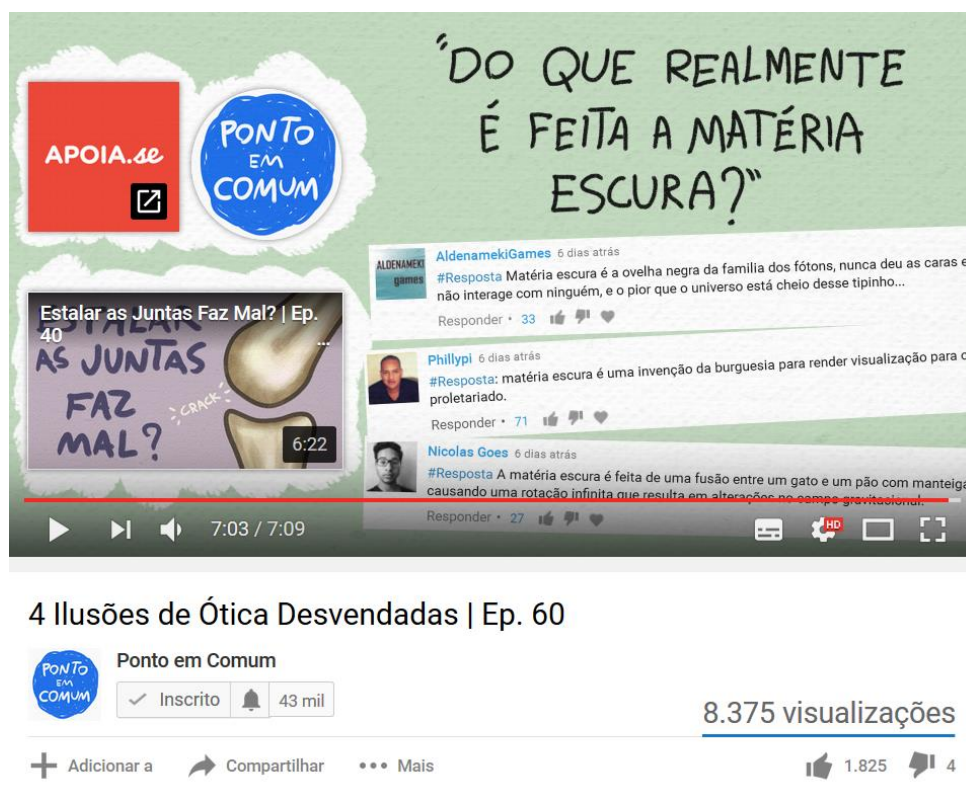 "DO QUE REALMENTE
É FEITA A MATÉRIA
ESCURA?"
APOIA.se
PONTO
EM
COMUM
ALDENAMEKI
games
AldenamekiGames 6 dias atrás
#Resposta Matéria escura é a ovelha negra da familia dos fótons, nunca deu as caras e
não interage com ninguém, e o pior que o universo está cheio desse tipinho...
Responder • 33
Estalar as Juntas Faz Mal? | Ep.
40
...
ESTALAR
AS JUNTAS
FAZ
MAL?
CRACK
6:22
Phillypi 6 dias atrás
#Resposta: matéria escura é uma invenção da burguesia para render visualização para o
proletariado.
Responder • 71
Nicolas Goes 6 dias atrás
#Resposta A matéria escura é feita de uma fusão entre um gato e um pão com manteiga
causando uma rotação infinita que resulta em alterações no campo gravitacional.
Responder • 27
7:03 / 7:09
HD
4 Ilusões de Ótica Desvendadas | Ep. 60
PONTO
EM
COMUM
Ponto em Comum
Inscrito 43 mil
8.375 visualizações
Adicionar a Compartilhar ••• Mais
1.825 4